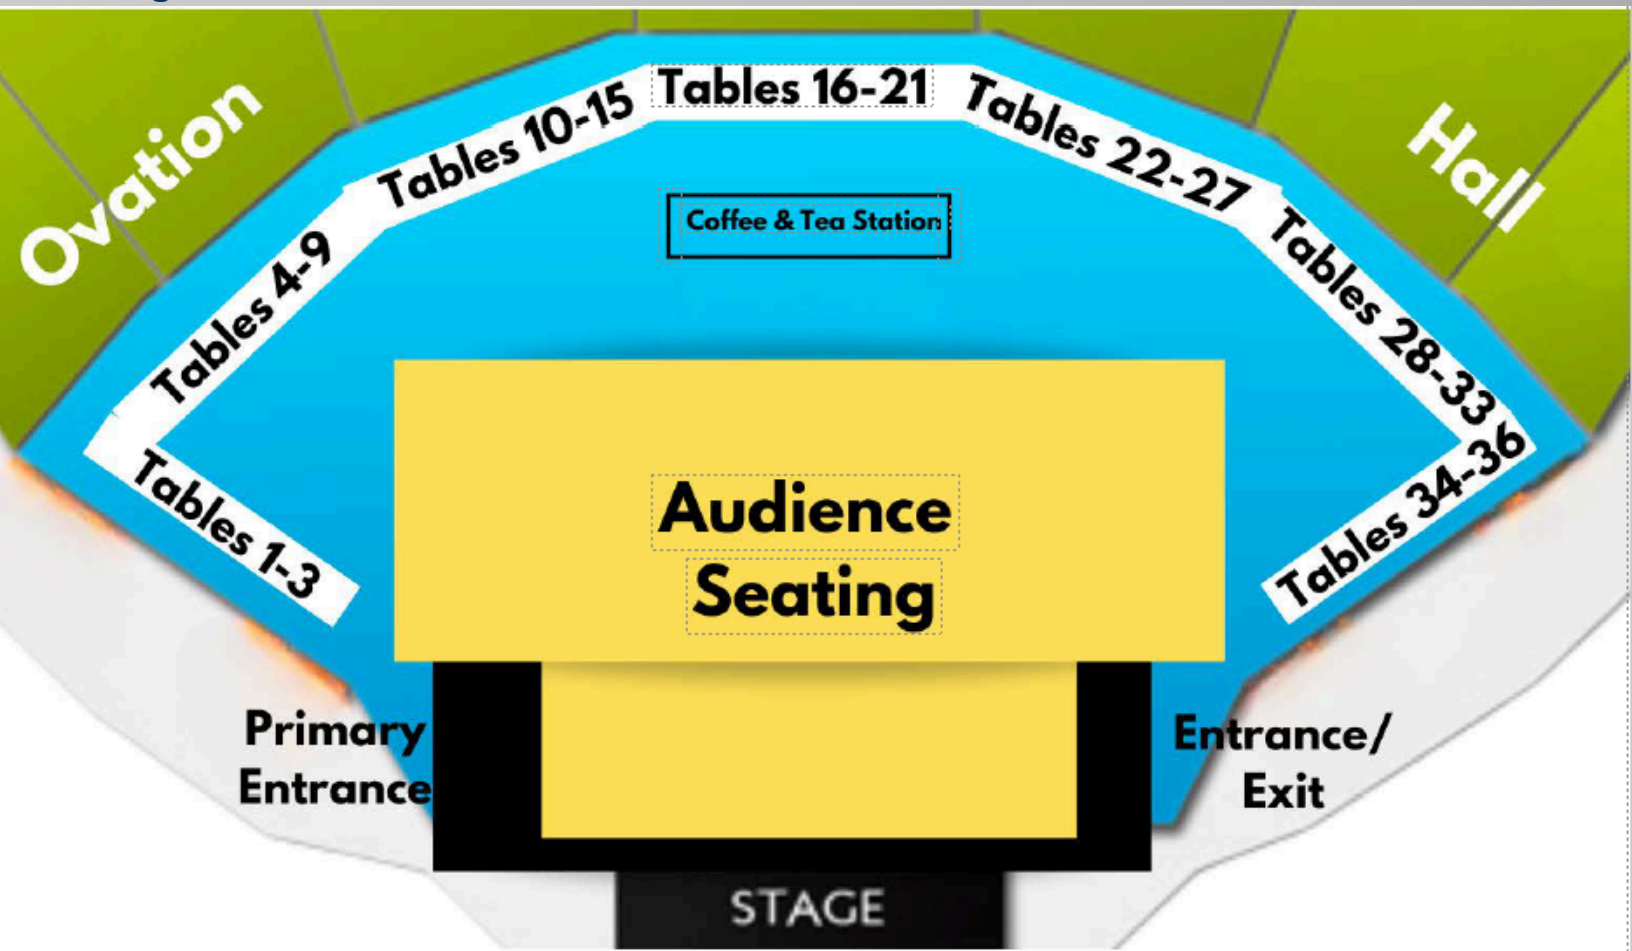 Tables 16-21
Tables 10-15
Tables 22-27
Ovation
Hall
Coffee & Tea Station
Tables 4-9
Tables 28-33
Audience
Seating
Tables 1-3
Tables 34-36
Primary
Entrance
Entrance/
Exit
STAGE